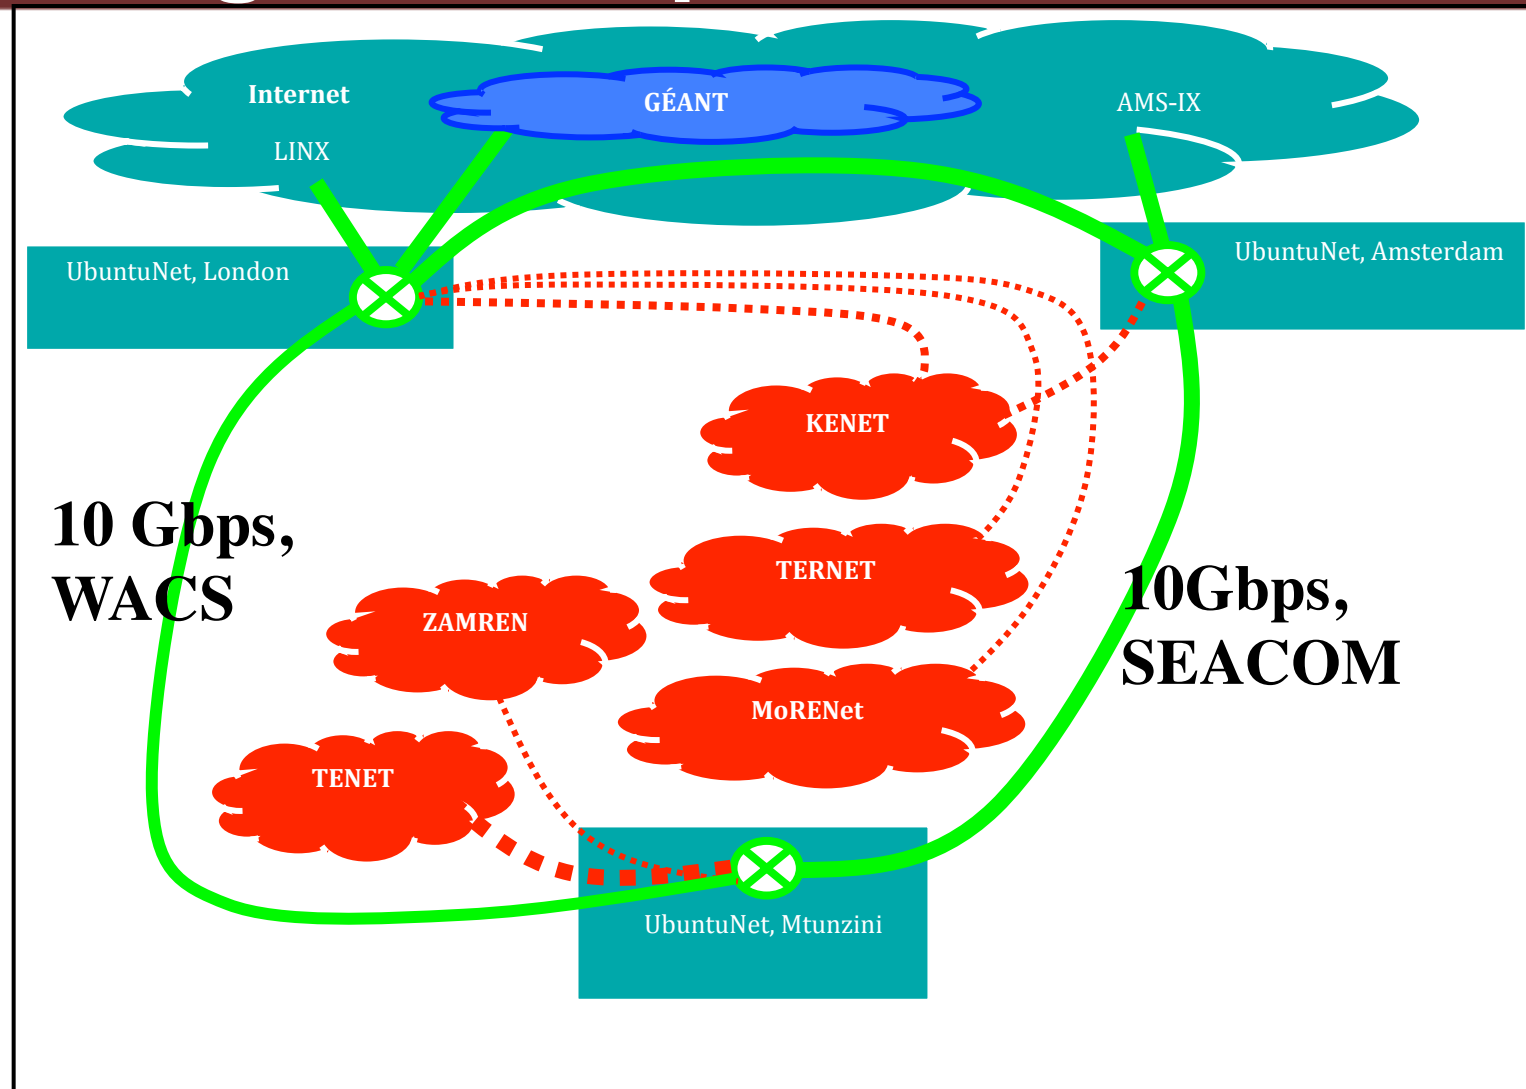 Internet
GÉANT
AMS-IX
LINX
UbuntuNet, London
UbuntuNet, Amsterdam
KENET
10 Gbps,
WACS
TERNET
10Gbps,
SEACOM
ZAMREN
MoRENet
TENET
UbuntuNet, Mtunzini